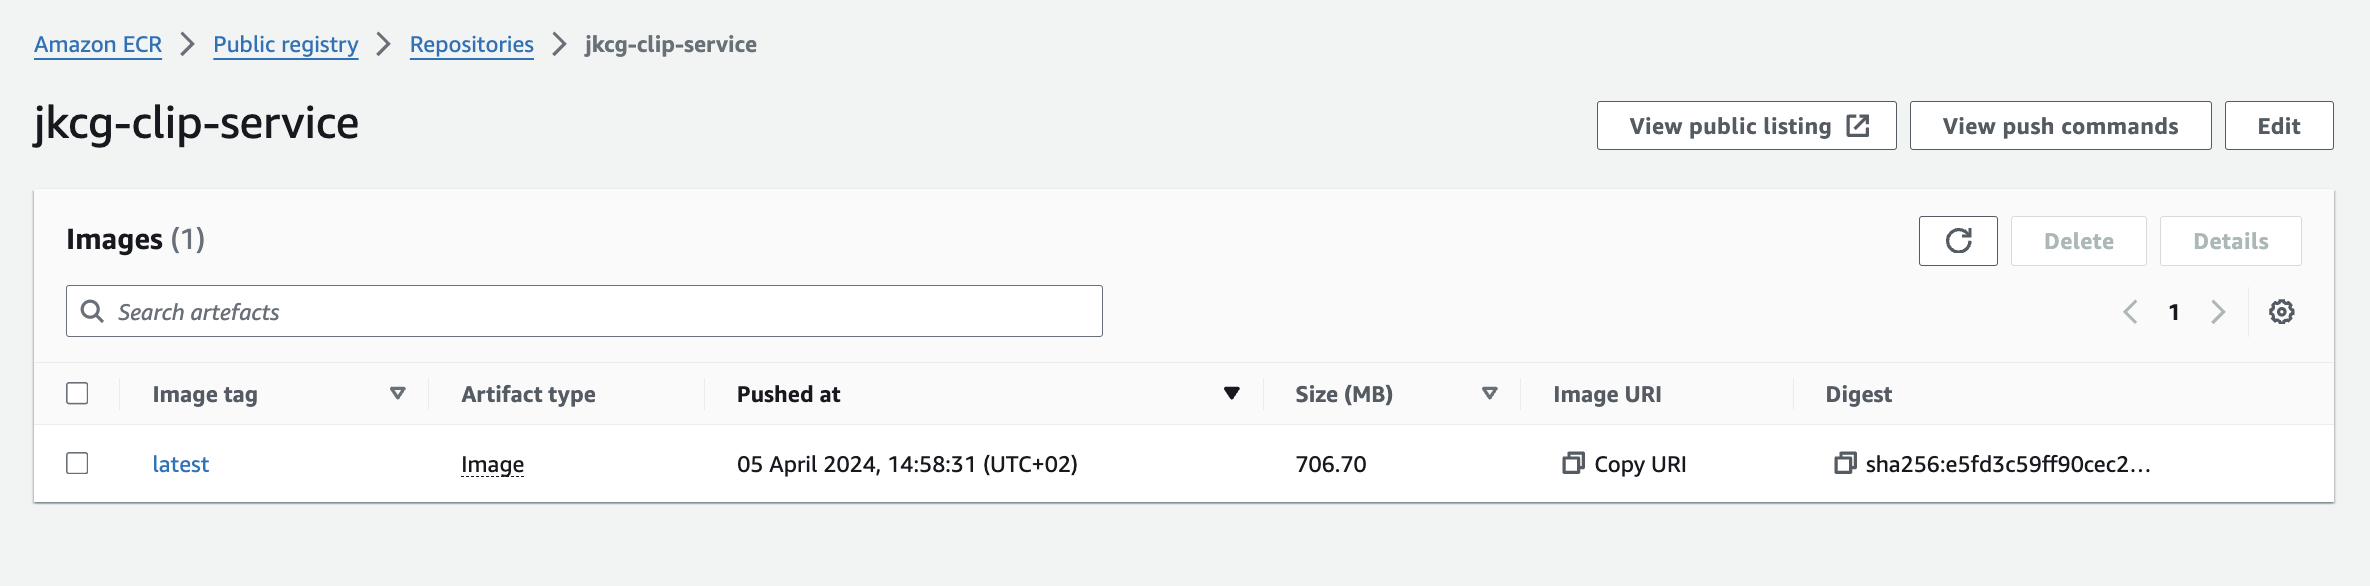 Amazon ECR > Public registry > Repositories > jkcg-clip-service
jkcg-clip-service
View public listing View push commands Edit
Images (1)
Delete Details
Search artefacts
1
Image tag Artifact type Pushed at Size (MB) Image URI Digest
latest Image 05 April 2024, 14:58:31 (UTC+02) 706.70 Copy URI sha256:e5fd3c59ff90cec2...